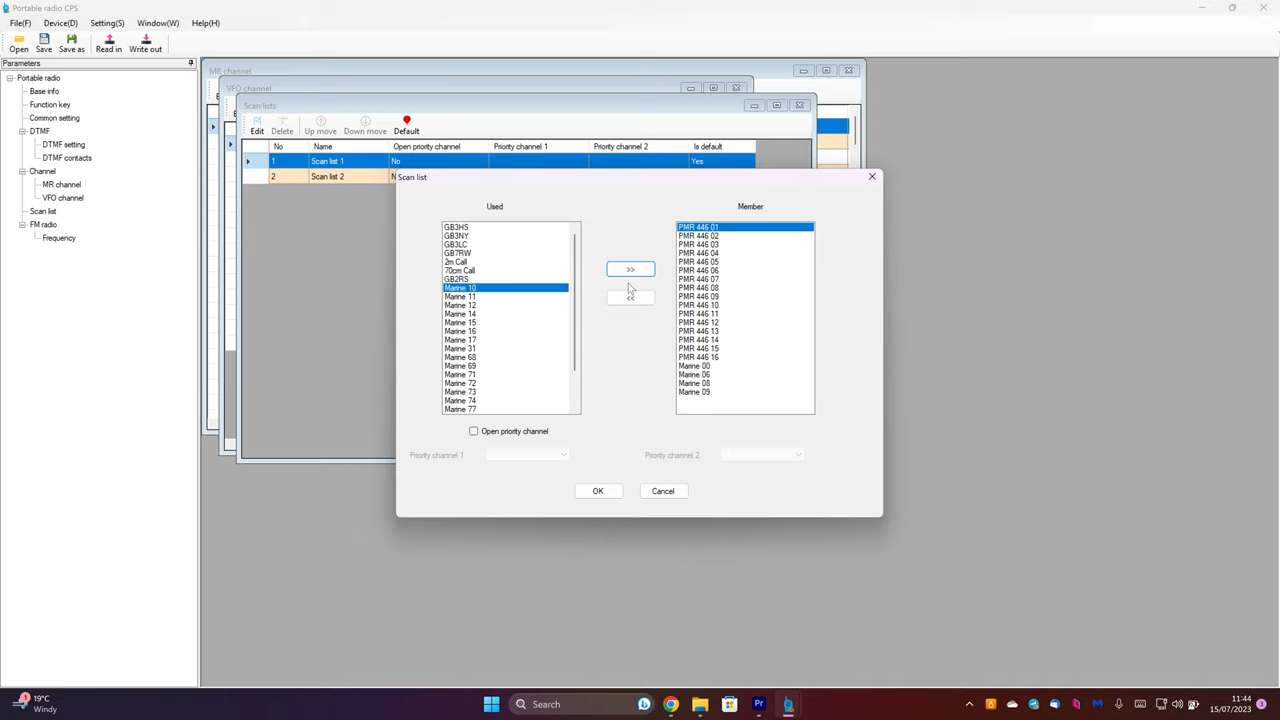 Portable radio CPS
File(F) Device(D) Setting(S) Window(W) Help(H)
Open Save Save as Read in Write out
Parameters
Portable radio
Base info
Function key
Common setting
DTMF
DTMF setting
DTMF contacts
Channel
MR channel
VFO channel
Scan list
FM radio
Frequency
MR channel
VFO channel
Scan lists
Edit Delete Up move Down move Default
No Name Open priority channel Priority channel 1 Priority channel 2 Is default
1 Scan list 1 No Yes
2 Scan list 2
Scan list
Used
GB3HS
GB3NY
GB3LC
GB7RW
2m Call
70cm Call
GB2RS
Marine 10
Marine 11
Marine 12
Marine 14
Marine 15
Marine 16
Marine 17
Marine 31
Marine 68
Marine 69
Marine 71
Marine 72
Marine 73
Marine 74
Marine 77
>>
<<
Member
PMR 446 01
PMR 446 02
PMR 446 03
PMR 446 04
PMR 446 05
PMR 446 06
PMR 446 07
PMR 446 08
PMR 446 09
PMR 446 10
PMR 446 11
PMR 446 12
PMR 446 13
PMR 446 14
PMR 446 15
PMR 446 16
Marine 00
Marine 06
Marine 08
Marine 09
Open priority channel
Priority channel 1 Priority channel 2
OK Cancel
1
19°C
Windy
Search
11:44
15/07/2023